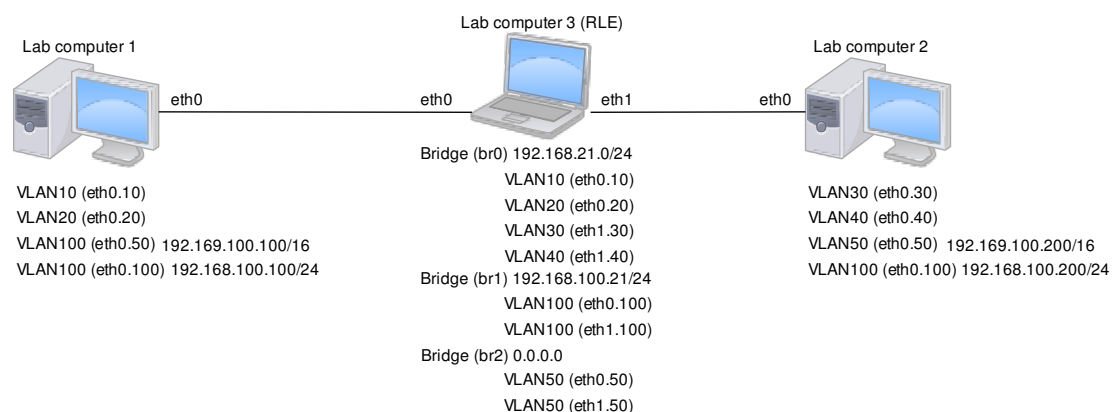 Lab computer 3 (RLE)
Lab computer 1
Lab computer 2
eth0
eth0
eth1
eth0
Bridge (br0) 192.168.21.0/24
VLAN10 (eth0.10)
VLAN20 (eth0.20)
VLAN30 (eth1.30)
VLAN40 (eth1.40)
Bridge (br1) 192.168.100.21/24
VLAN100 (eth0.100)
VLAN100 (eth1.100)
Bridge (br2) 0.0.0.0
VLAN50 (eth0.50)
VLAN50 (eth1.50)
VLAN10 (eth0.10)
VLAN20 (eth0.20)
VLAN100 (eth0.50) 192.169.100.100/16
VLAN100 (eth0.100) 192.168.100.100/24
VLAN30 (eth0.30)
VLAN40 (eth0.40)
VLAN50 (eth0.50) 192.169.100.200/16
VLAN100 (eth0.100) 192.168.100.200/24